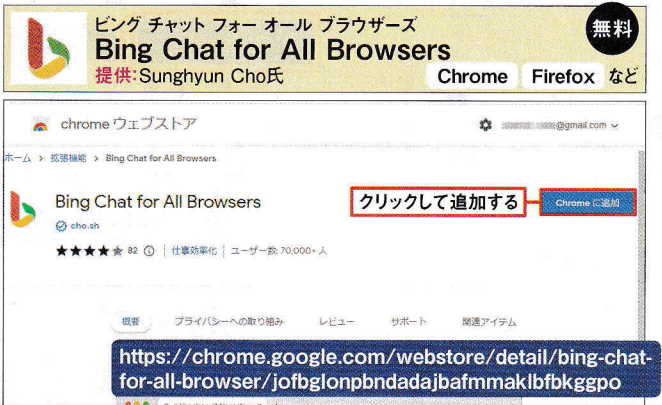 ビング チャット フォー オール ブラウザーズ
Bing Chat for All Browsers
無料
提供:Sunghyun Cho氏
Chrome Firefox など
chrome ウェブストア
@gmail.com
ホーム > 拡張機能 > Bing Chat for All Browsers
Bing Chat for All Browsers
クリックして追加する
Chrome に追加
cho.sh
★★★★★ 82 | 仕事効率化 | ユーザー数 70,000+ 人
概要 プライバシーへの取り組み レビュー サポート 関連アイテム
https://chrome.google.com/webstore/detail/bing-chat-
for-all-browser/jofbglonpbndadajbafmmaklbfbkggpo